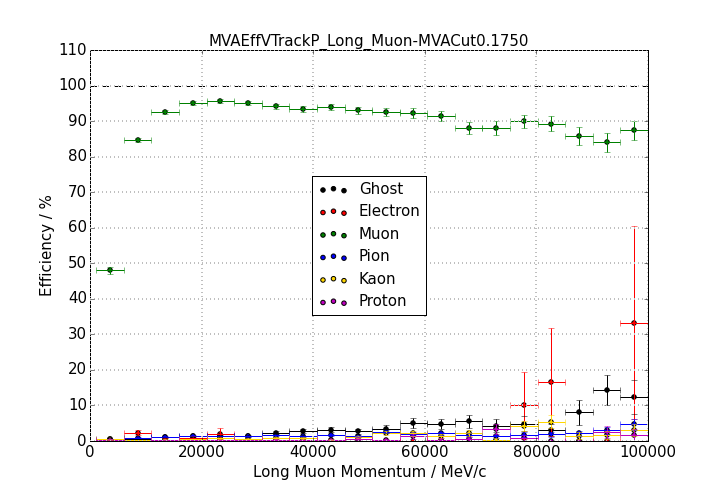 MVAEffVTrackP_Long_Muon-MVACut0.1750
110
100
90
80
70
60
50
40
30
20
10
0
Efficiency / %
Ghost
Electron
Muon
Pion
Kaon
Proton
0 20000 40000 60000 80000 100000
Long Muon Momentum / MeV/c